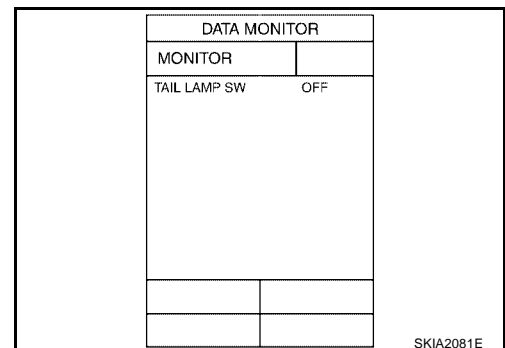 DATA MONITOR
MONITOR
TAIL LAMP SW OFF
SKIA2081E